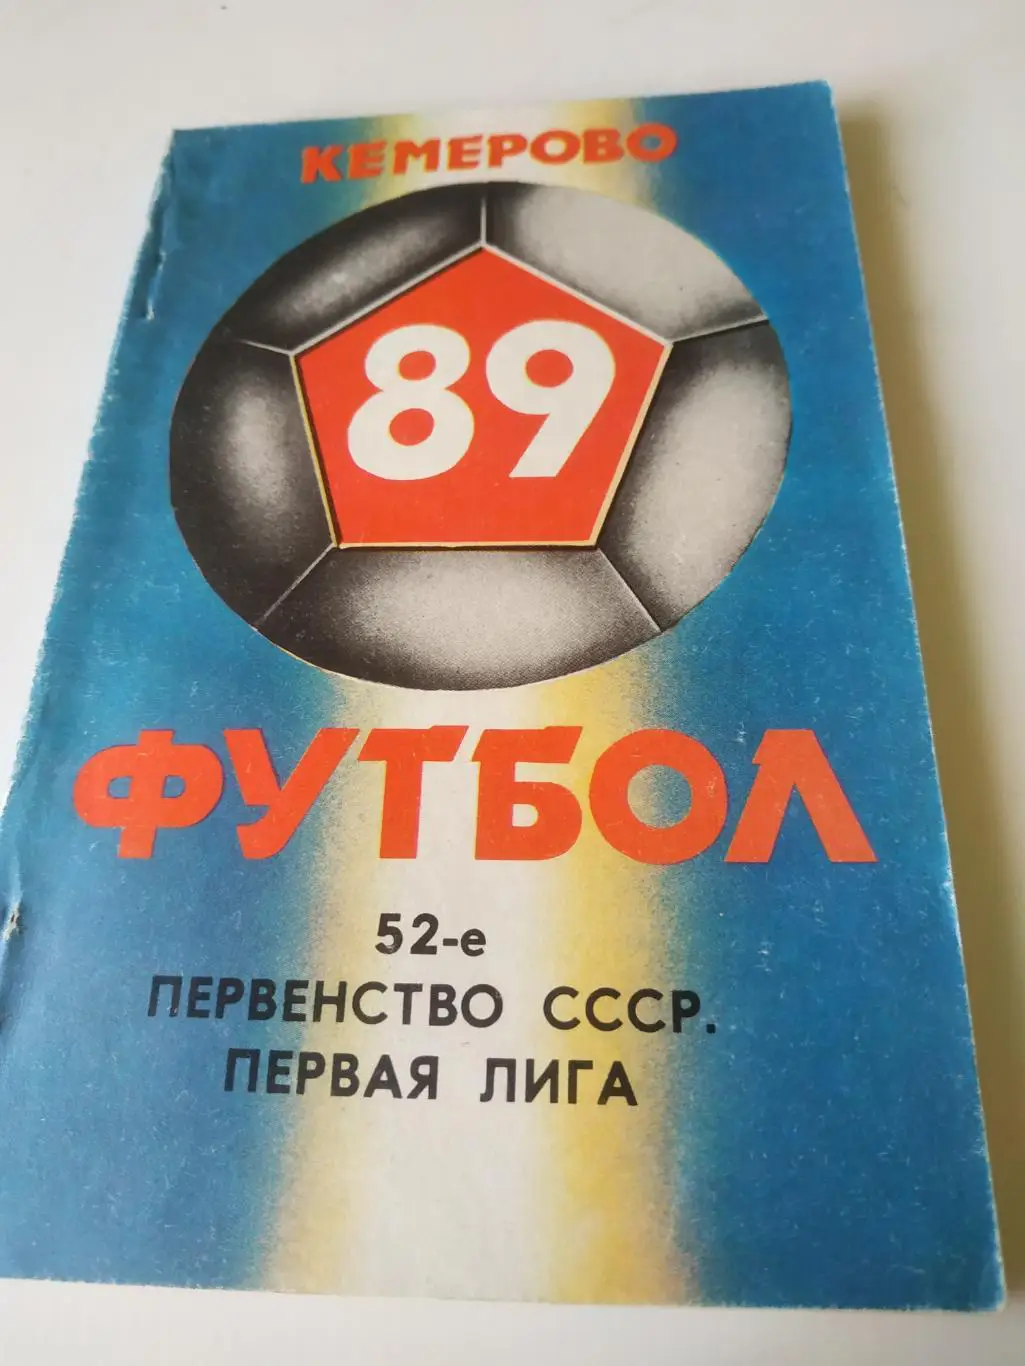 КЕМЕРОВО
89
ФУТБОЛ
52-е
ПЕРВЕНСТВО СССР.
ПЕРВАЯ ЛИГА